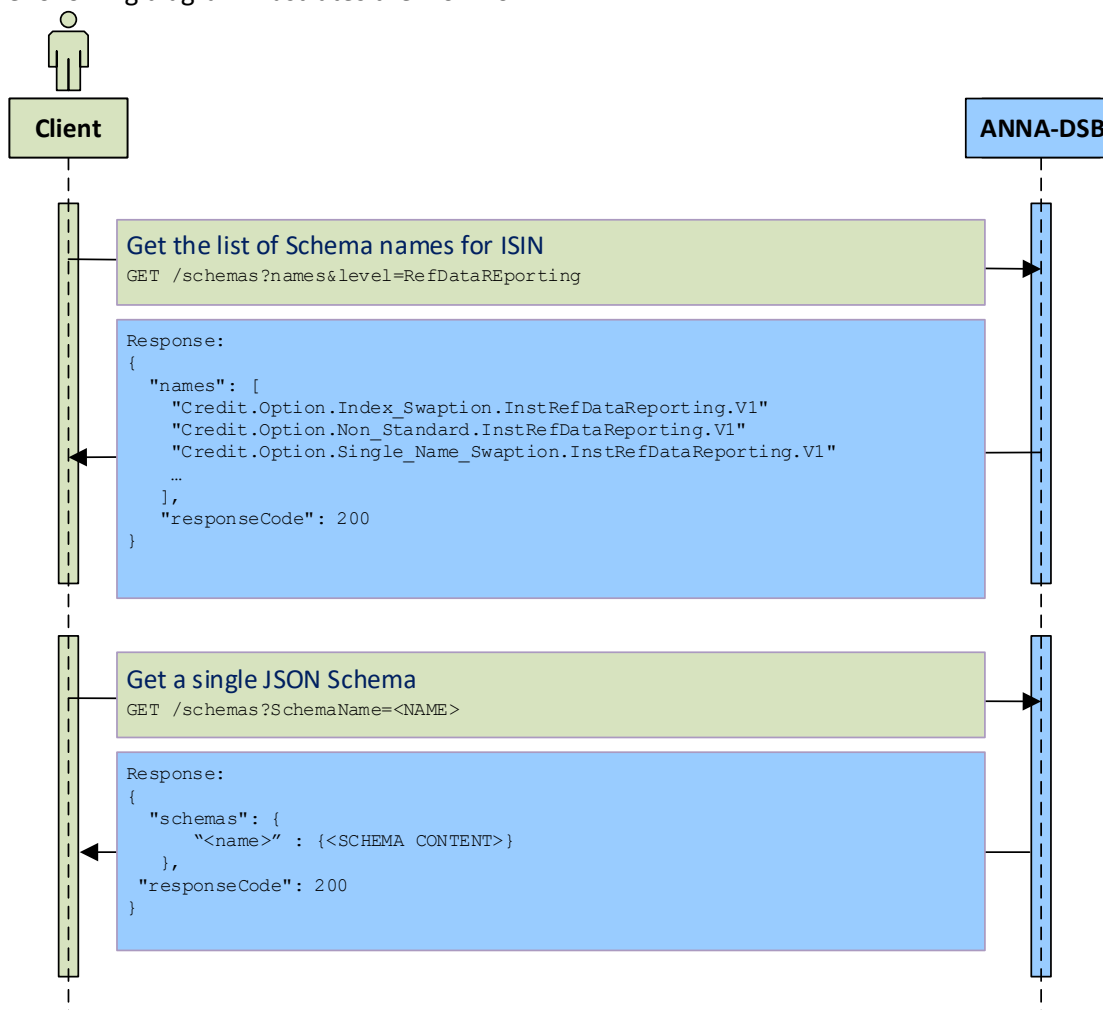 Client
ANNA-DSB
Get the list of Schema names for ISIN
GET /schemas?names&level=RefDataREporting
Response:
{
"names": [
"Credit.Option.Index_Swaption.InstRefDataReporting.V1"
"Credit.Option.Non_Standard.InstRefDataReporting.V1"
"Credit.Option.Single_Name_Swaption.InstRefDataReporting.V1"
…
],
"responseCode": 200
}
Get a single JSON Schema
GET /schemas?SchemaName=<NAME>
Response:
{
"schemas": {
“<name>” : {<SCHEMA CONTENT>}
},
"responseCode": 200
}